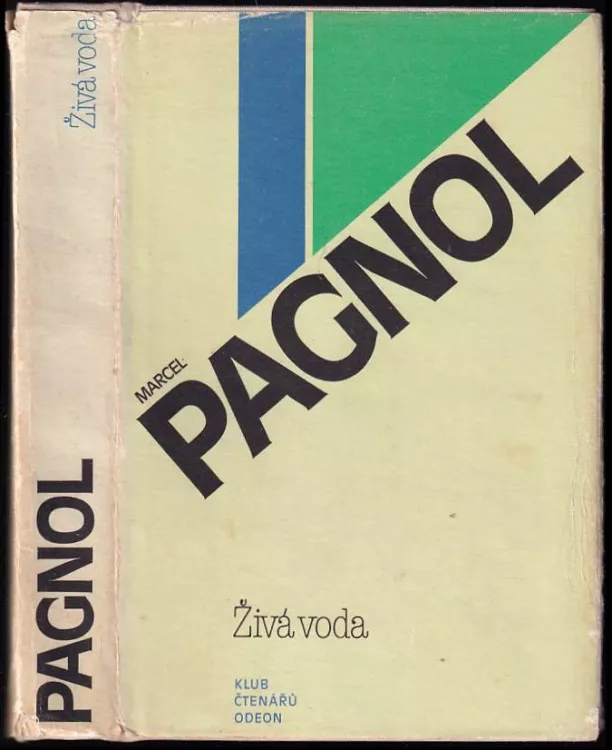 Živá voda
PAGNOL
MARCEL
PAGNOL
Živá voda
KLUB
ČTENÁŘŮ
ODEON